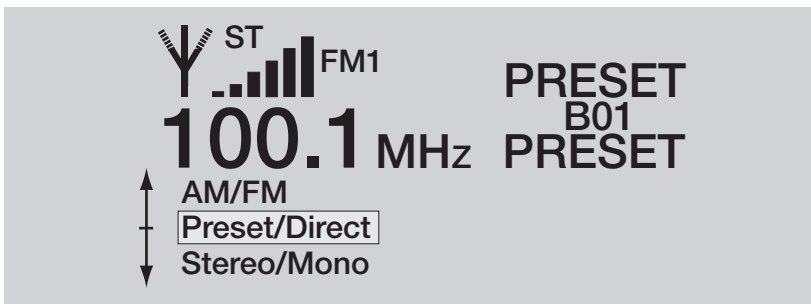 ST
FM1
100.1 MHz
PRESET
B01
PRESET
AM/FM
Preset/Direct
Stereo/Mono